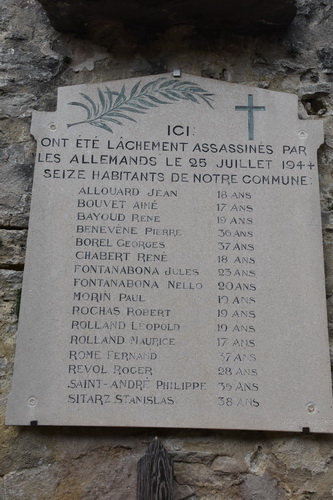 ICI
ONT ÉTÉ LÂCHEMENT ASSASSINÉS PAR
LES ALLEMANDS LE 25 JUILLET 1944
SEIZE HABITANTS DE NOTRE COMMUNE:
ALLOUARD JEAN 18 ANS
BOUVET AIMÉ 17 ANS
BAYOUD RENÉ 19 ANS
BENEVÈNE PIERRE 36 ANS
BOREL GEORGES 37 ANS
CHABERT RENÉ 18 ANS
FONTANABONA JULES 23 ANS
FONTANABONA NELLO 20 ANS
MORIN PAUL 19 ANS
ROCHAS ROBERT 19 ANS
ROLLAND LEOPOLD 19 ANS
ROLLAND MAURICE 17 ANS
ROME FERNAND 37 ANS
REVOL ROGER 28 ANS
SAINT-ANDRÉ PHILIPPE 39 ANS
SITARZ STANISLAS 38 ANS